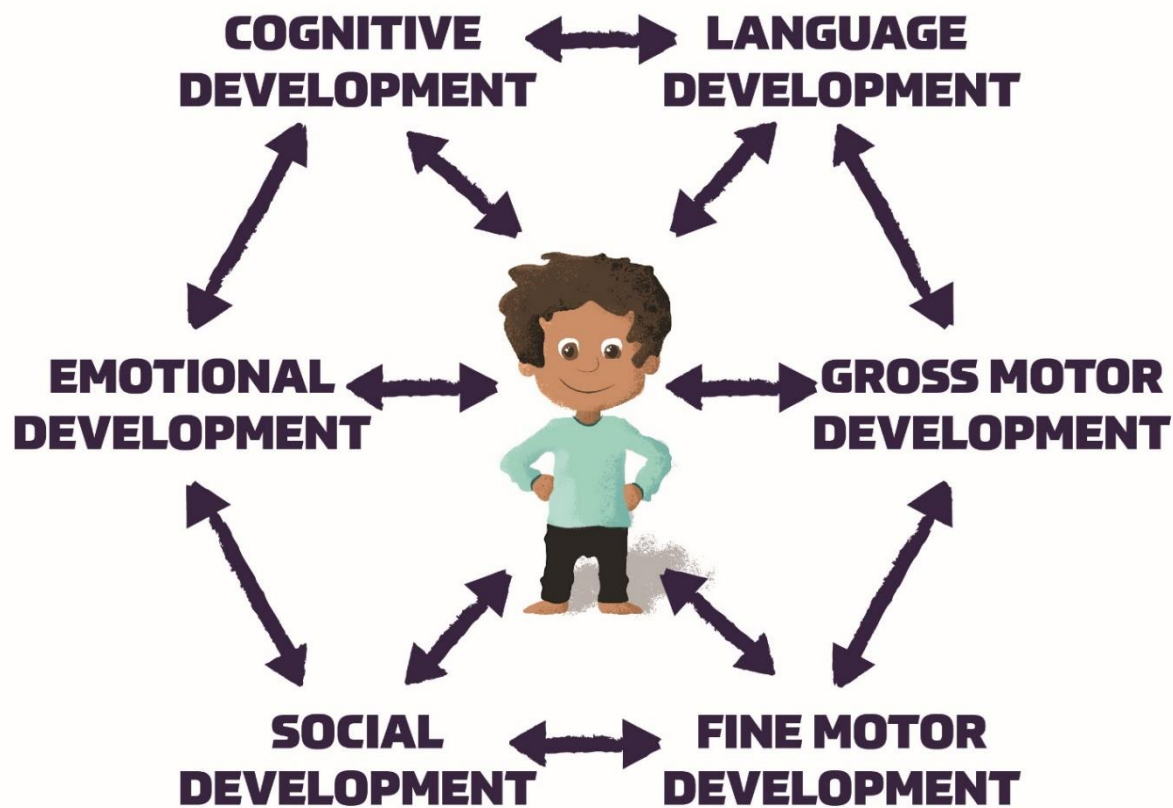 COGNITIVE
DEVELOPMENT
LANGUAGE
DEVELOPMENT
EMOTIONAL
DEVELOPMENT
GROSS MOTOR
DEVELOPMENT
SOCIAL
DEVELOPMENT
FINE MOTOR
DEVELOPMENT